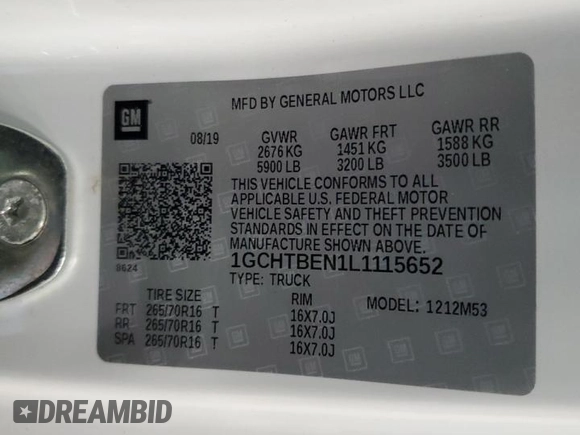 GM
MFD BY GENERAL MOTORS LLC
08/19 GVWR GAWR FRT GAWR RR
2676 KG 1451 KG 1588 KG
5900 LB 3200 LB 3500 LB
THIS VEHICLE CONFORMS TO ALL
APPLICABLE U.S. FEDERAL MOTOR
VEHICLE SAFETY AND THEFT PREVENTION
STANDARDS IN EFFECT ON THE DATE OF
MANUFACTURE SHOWN ABOVE.
8624 1GCHTBEN1L1115652
TYPE: TRUCK
TIRE SIZE RIM MODEL: 1212M53
FRT 265/70R16 T 16X7.0J
RR 265/70R16 T 16X7.0J
SPA 265/70R16 T 16X7.0J
DREAMBID